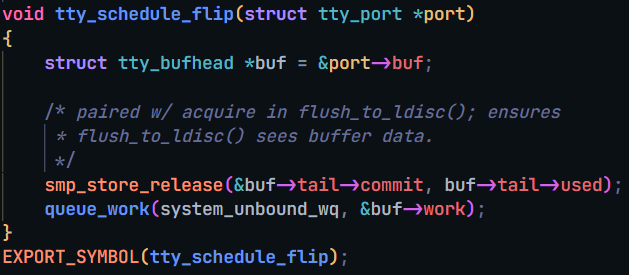 void tty_schedule_flip(struct tty_port *port)
{
    struct tty_bufhead *buf = &port->buf;

    /* paired w/ acquire in flush_to_ldisc(); ensures
     * flush_to_ldisc() sees buffer data.
     */
    smp_store_release(&buf->tail->commit, buf->tail->used);
    queue_work(system_unbound_wq, &buf->work);
}
EXPORT_SYMBOL(tty_schedule_flip);